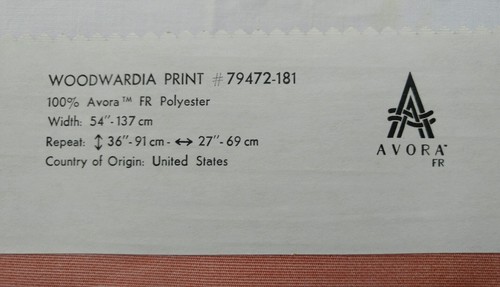 WOODWARDIA PRINT #79472-181
100% Avora™ FR Polyester
Width: 54"-137 cm
Repeat: ↕ 36"-91 cm - ↔ 27"-69 cm
Country of Origin: United States
AVORA™
FR